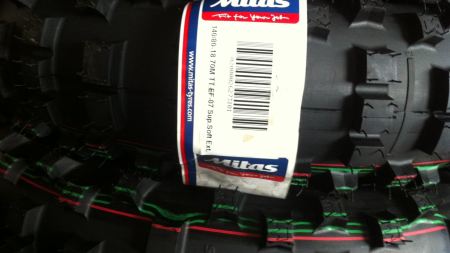 Mitas
Fit for Your Job.
140/80-18 70M TT EF-07 Sup Soft Ext.
www.mitas-tyres.com
Mitas